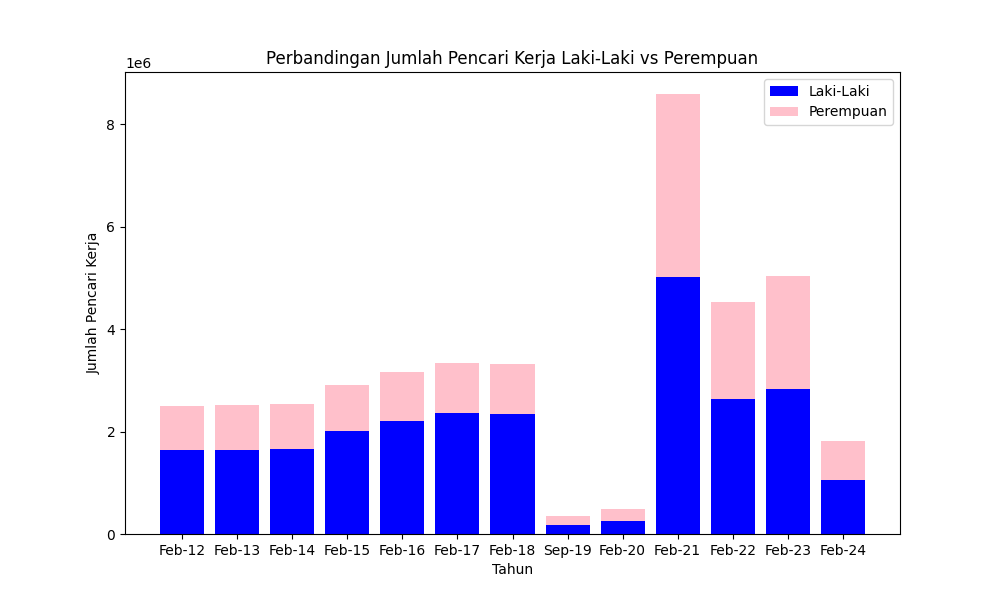 Perbandingan Jumlah Pencari Kerja Laki-Laki vs Perempuan
1e6
Laki-Laki
Perempuan
8
6
4
2
0
Jumlah Pencari Kerja
Feb-12 Feb-13 Feb-14 Feb-15 Feb-16 Feb-17 Feb-18 Sep-19 Feb-20 Feb-21 Feb-22 Feb-23 Feb-24
Tahun